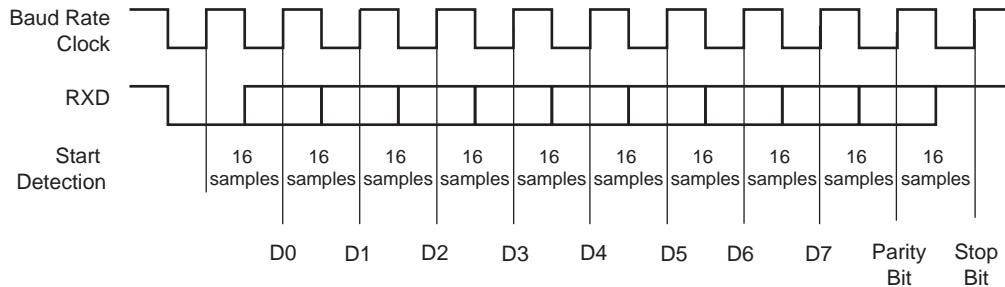 Baud Rate
Clock
RXD
Start
Detection
16 16 16 16 16 16 16 16 16 16
samples samples samples samples samples samples samples samples samples samples
D0 D1 D2 D3 D4 D5 D6 D7 Parity Stop
Bit Bit